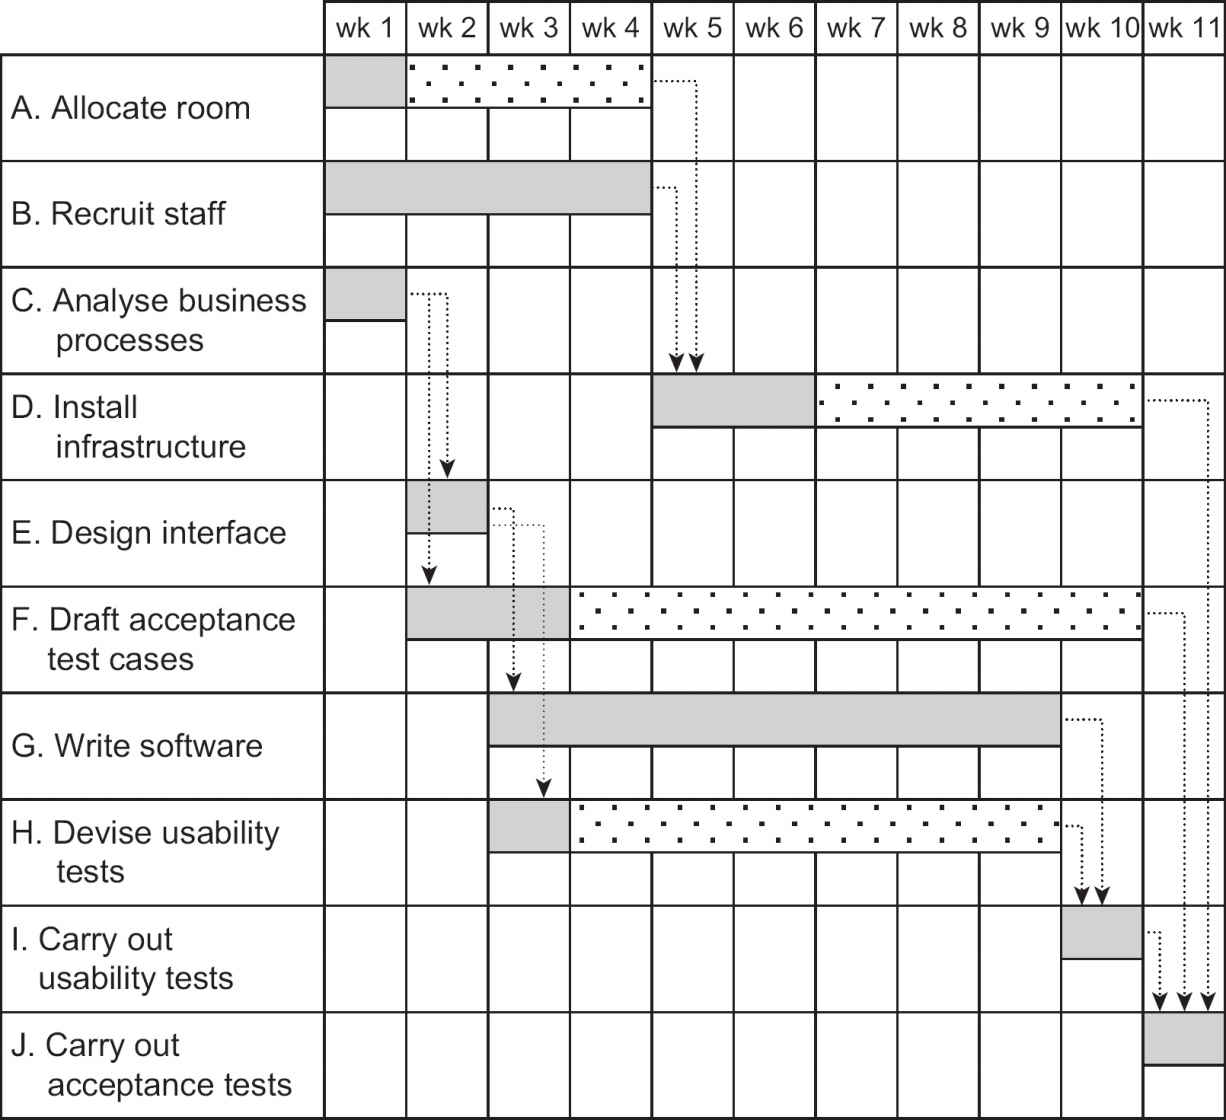 wk 1 wk 2 wk 3 wk 4 wk 5 wk 6 wk 7 wk 8 wk 9 wk 10 wk 11
A. Allocate room
B. Recruit staff
C. Analyse business
processes
D. Install
infrastructure
E. Design interface
F. Draft acceptance
test cases
G. Write software
H. Devise usability
tests
I. Carry out
usability tests
J. Carry out
acceptance tests